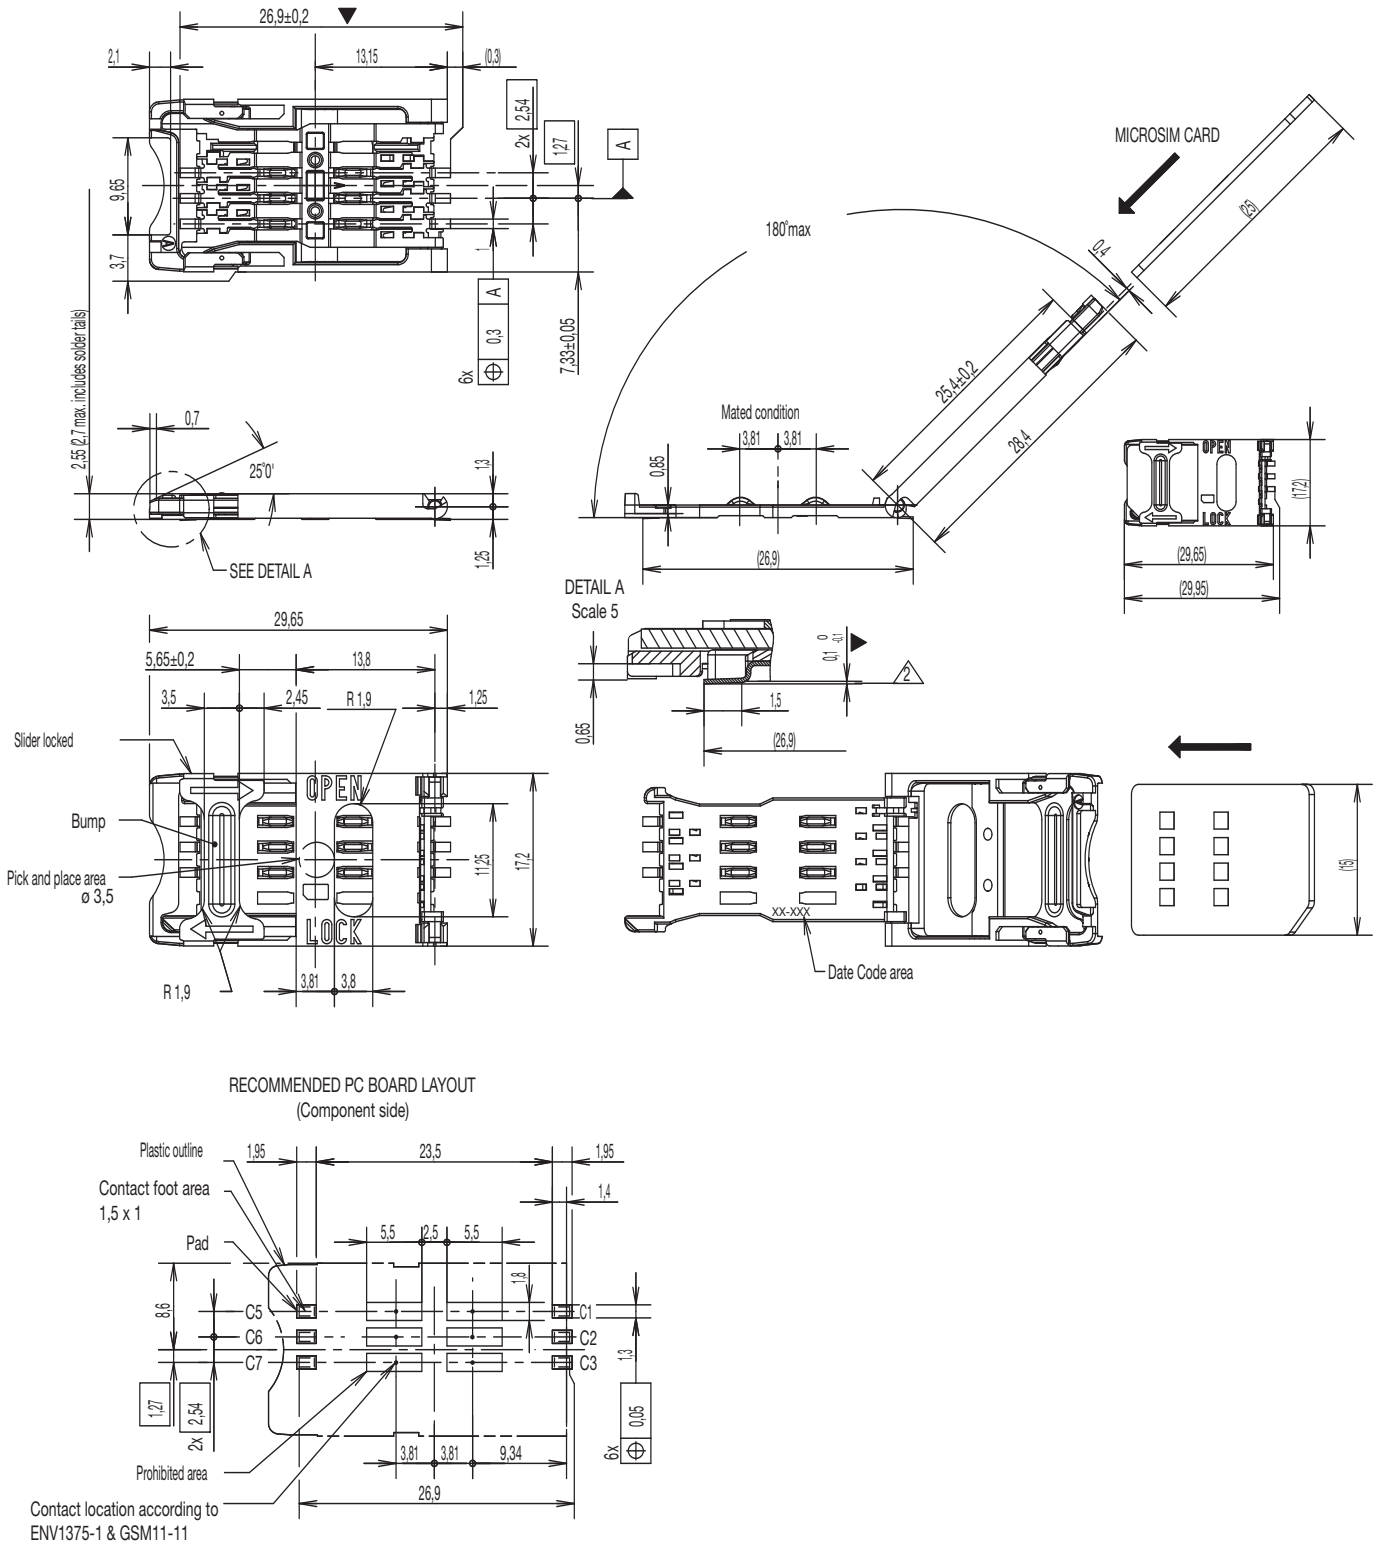 26,9±0,2
2,1
13,15
(0,3)
2x 2,54
1,27
A
9,65
3,7
A
1
6x 0,3 A
7,33±0,05
2,55 (2,7 max. includes solder tails)
MICROSIM CARD
(25)
180°max
0,4
25,4±0,2
28,4
Mated condition
3,81
3,81
0,85
(26,9)
0,7
25°0'
1,3
1,25
SEE DETAIL A
OPEN
LOCK
(17,2)
(29,65)
(29,95)
DETAIL A
Scale 5
0,1 0 -0,1
2
0,65
1,5
(26,9)
29,65
5,65±0,2
13,8
3,5
2,45
R 1,9
1,25
Slider locked
OPEN
Bump
Pick and place area
ø 3,5
11,25
17,2
LOCK
R 1,9
3,81
3,8
XX-XXX
Date Code area
(15)
RECOMMENDED PC BOARD LAYOUT
(Component side)
Plastic outline
1,95
23,5
1,95
Contact foot area
1,5 x 1
1,4
Pad
5,5
2,5
5,5
1,8
8,6
C5
C1
C6
C2
C7
C3
1,3
1,27
2x 2,54
6x 0,05
Prohibited area
3,81
3,81
9,34
26,9
Contact location according to
ENV1375-1 & GSM11-11